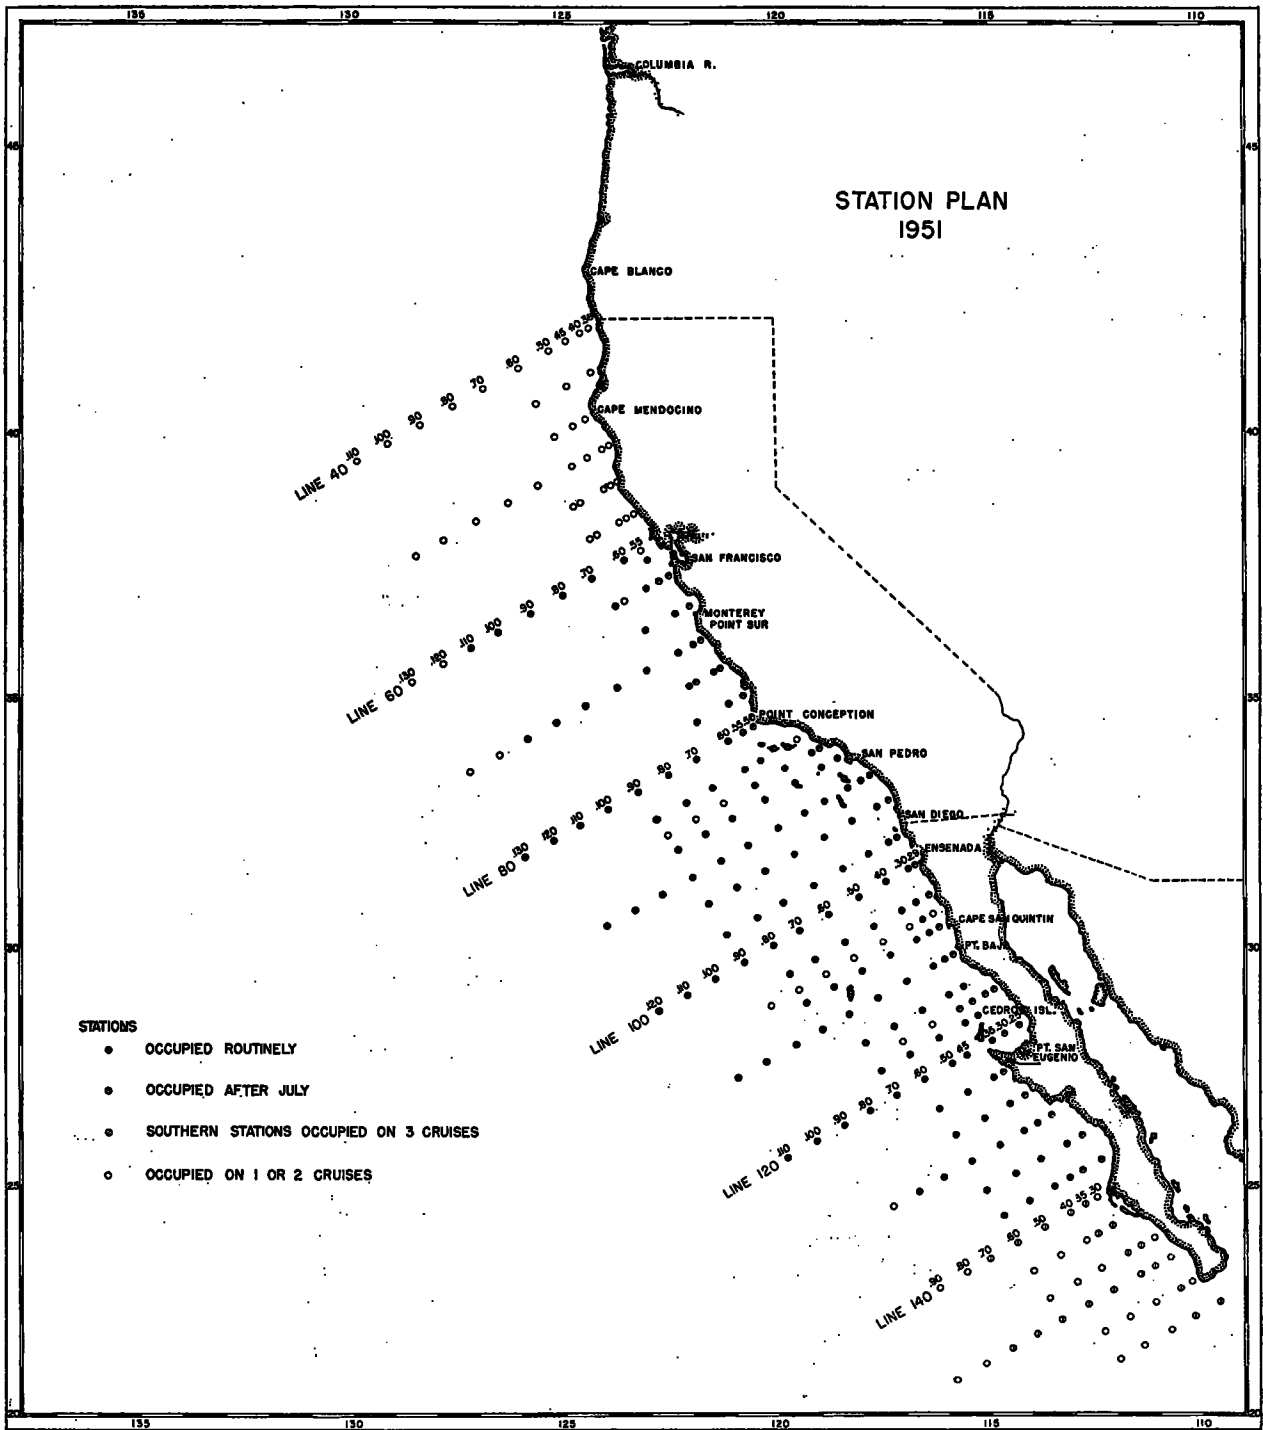 135 130 125 120 115 110
COLUMBIA R.
45 45
STATION PLAN
1951
CAPE BLANCO
LINE 40 110 100 90 80 70 60 50 45 40
CAPE MENDOCINO
40 40
SAN FRANCISCO
LINE 60 130 120 110 100 90 80 70 60 55
MONTEREY
POINT SUR
35 35
POINT CONCEPTION
SAN PEDRO
LINE 80 130 120 110 100 90 80 70 60 55 50
SAN DIEGO
ENSENADA
CAPE SAN QUINTIN
30 30
PT. BAJA
LINE 100 120 110 100 90 80 70 60 50 40 30 29
CEDROS ISL.
PT. SAN
EUGENIO
LINE 120 110 100 90 80 70 60 50 45 35 30 25
STATIONS
OCCUPIED ROUTINELY
OCCUPIED AFTER JULY
SOUTHERN STATIONS OCCUPIED ON 3 CRUISES
OCCUPIED ON 1 OR 2 CRUISES
25 25
LINE 140 90 80 70 60 50 40 35 30
20 20
135 130 125 120 115 110